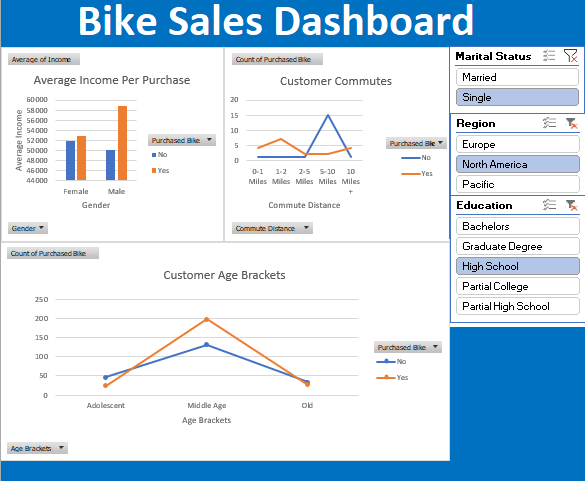 Bike Sales Dashboard
Average of Income
Average Income Per Purchase
60000
58000
56000
54000
52000
50000
48000
46000
44000
Average Income
Female Male
Gender
Purchased Bike
No
Yes
Gender
Count of Purchased Bike
Customer Commutes
20
15
10
5
0
0-1 Miles
1-2 Miles
2-5 Miles
5-10 Miles
10 Miles +
Commute Distance
Purchased Bike
No
Yes
Commute Distance
Marital Status
Married
Single
Region
Europe
North America
Pacific
Education
Bachelors
Graduate Degree
High School
Partial College
Partial High School
Count of Purchased Bike
Customer Age Brackets
250
200
150
100
50
0
Adolescent Middle Age Old
Age Brackets
Purchased Bike
No
Yes
Age Brackets